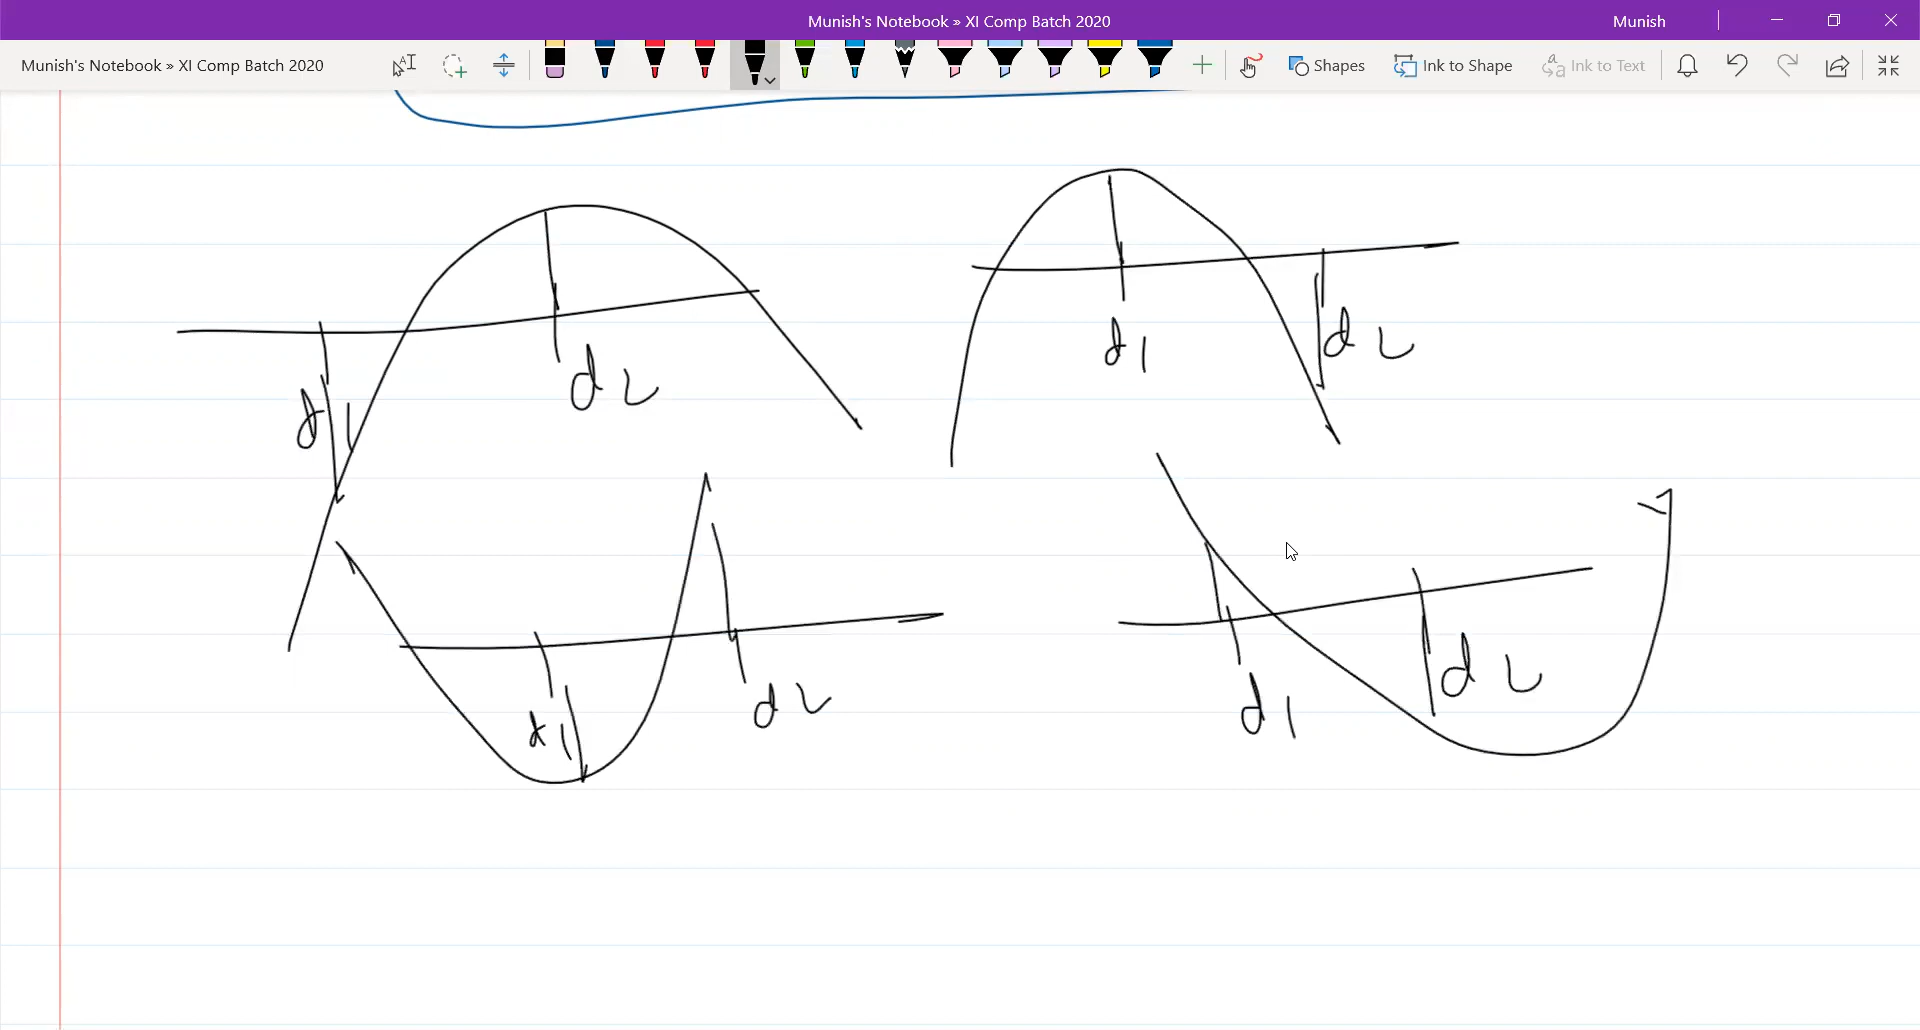 Munish's Notebook » XI Comp Batch 2020
Munish
Munish's Notebook » XI Comp Batch 2020
Shapes
Ink to Shape
Ink to Text
d1
d2
d1
d2
d1
d2
d1
d2